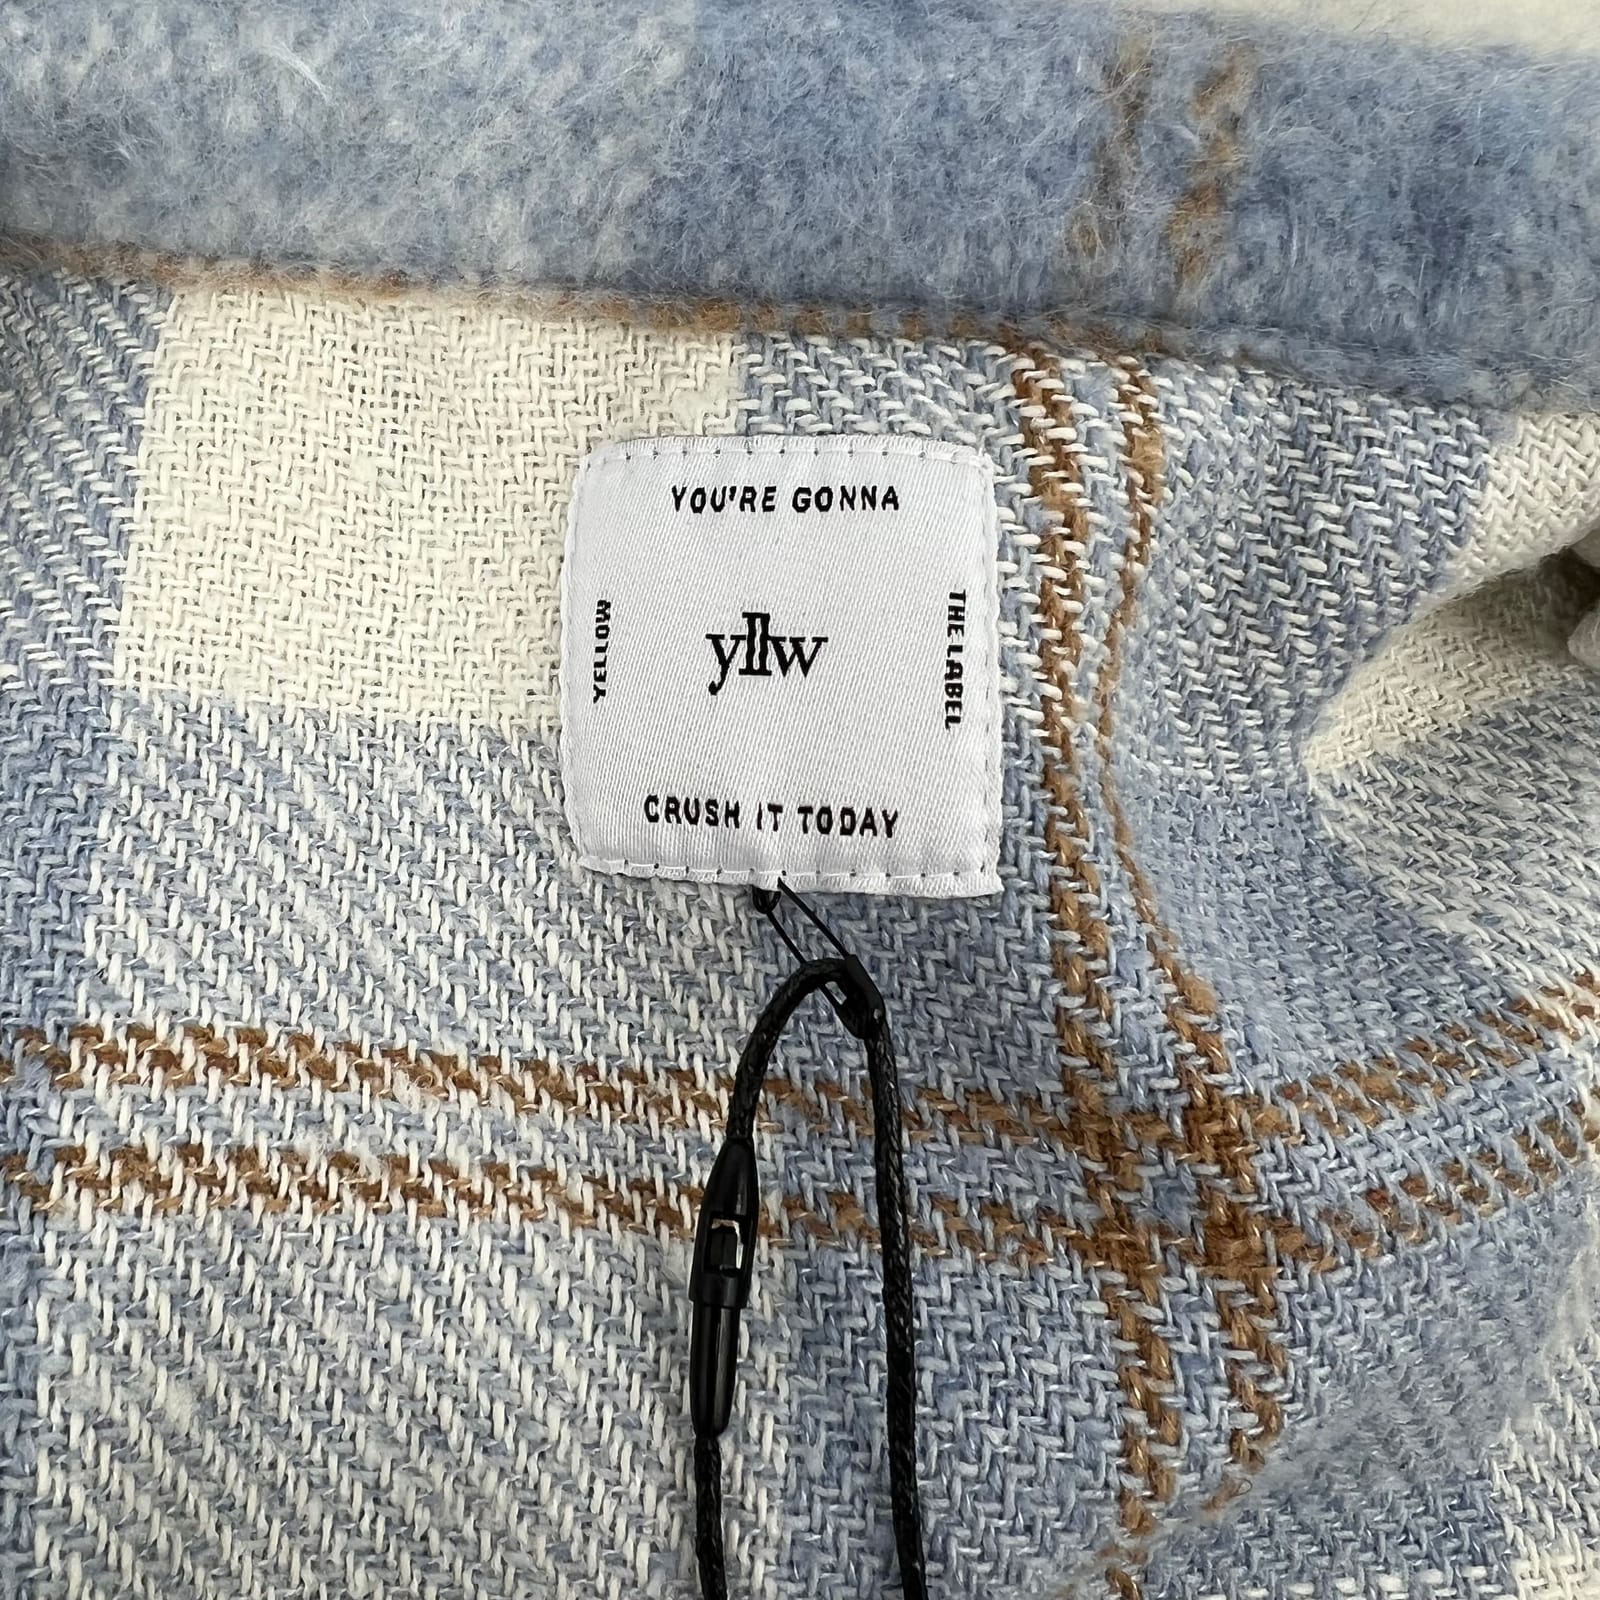 YOU'RE GONNA
YELLOW
yllw
THE LABEL
CRUSH IT TODAY